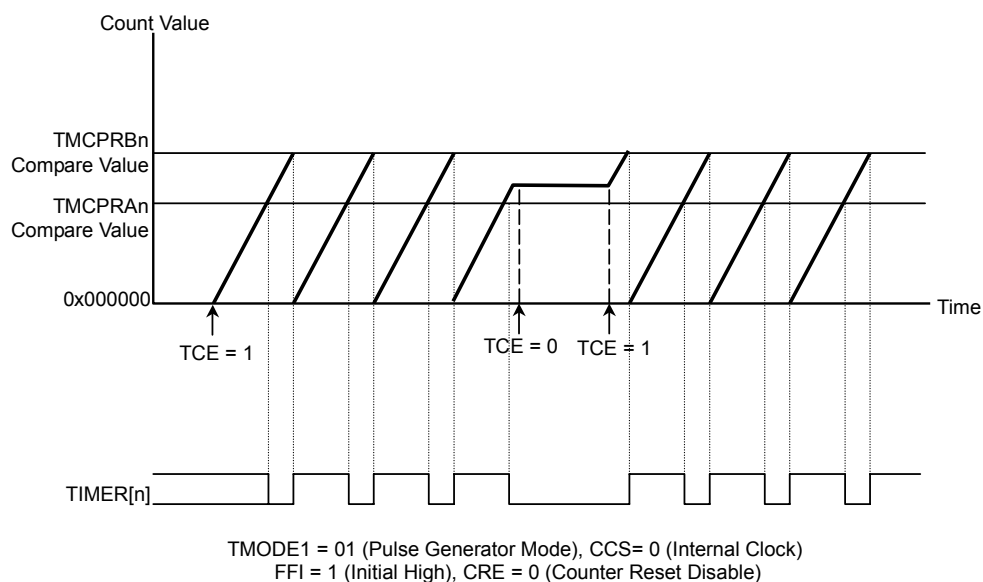 Count Value
TMCPRBn
Compare Value
TMCPRAn
Compare Value
0x000000
Time
TCE = 1
TCE = 0
TCE = 1
TIMER[n]
TMODE1 = 01 (Pulse Generator Mode), CCS= 0 (Internal Clock)
FFI = 1 (Initial High), CRE = 0 (Counter Reset Disable)